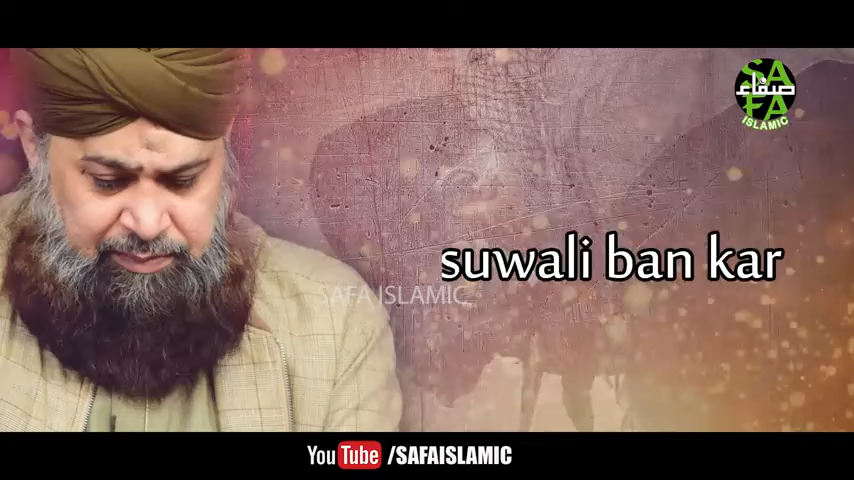 SAFA
صفاء
ISLAMIC
suwali ban kar
SAFA ISLAMIC
YouTube /SAFAISLAMIC